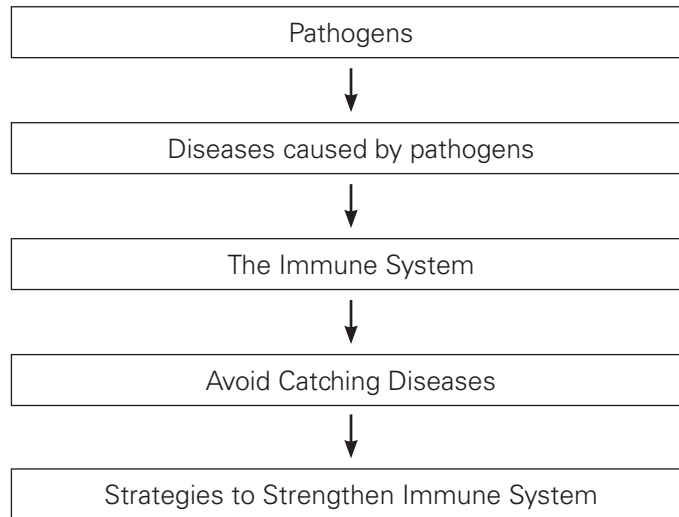 Pathogens
Diseases caused by pathogens
The Immune System
Avoid Catching Diseases
Strategies to Strengthen Immune System